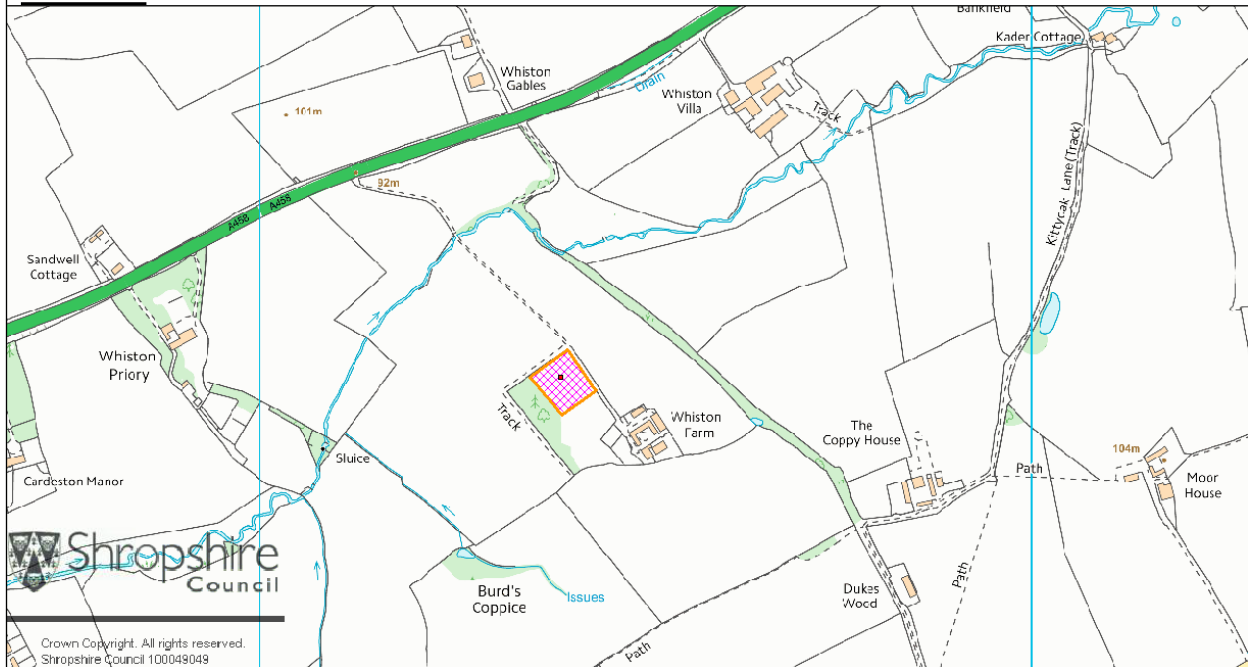 Bankfield
Kader Cottage
Whiston
Gables
Drain
Whiston
Villa
Track
101m
92m
A458
A458
Kittyoak Lane (Track)
Sandwell
Cottage
Whiston
Priory
Track
Whiston
Farm
The
Coppy House
Path
104m
Moor
House
Sluice
Cardeston Manor
Shropshire
Council
Burd's
Coppice
Issues
Dukes
Wood
Path
Path
Crown Copyright. All rights reserved.
Shropshire Council 100049049